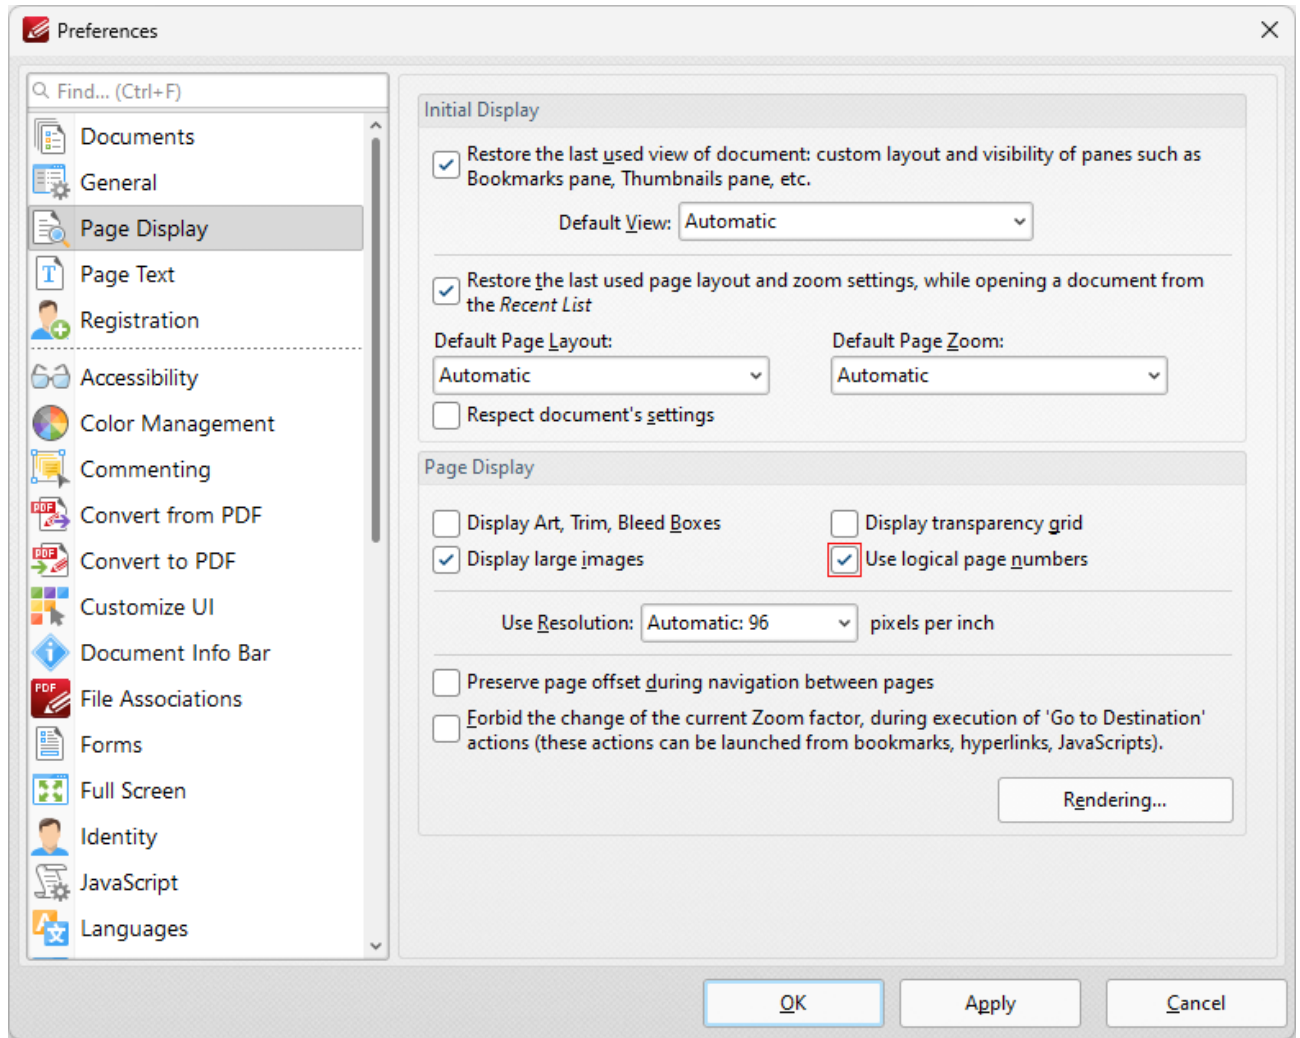 Preferences
Find... (Ctrl+F)
Documents
General
Page Display
Page Text
Registration
Accessibility
Color Management
Commenting
Convert from PDF
Convert to PDF
Customize UI
Document Info Bar
File Associations
Forms
Full Screen
Identity
JavaScript
Languages
Initial Display
Restore the last used view of document: custom layout and visibility of panes such as
Bookmarks pane, Thumbnails pane, etc.
Default View: Automatic
Restore the last used page layout and zoom settings, while opening a document from
the Recent List
Default Page Layout:
Automatic
Default Page Zoom:
Automatic
Respect document's settings
Page Display
Display Art, Trim, Bleed Boxes
Display transparency grid
Display large images
Use logical page numbers
Use Resolution: Automatic: 96 pixels per inch
Preserve page offset during navigation between pages
Forbid the change of the current Zoom factor, during execution of 'Go to Destination'
actions (these actions can be launched from bookmarks, hyperlinks, JavaScripts).
Rendering...
OK
Apply
Cancel